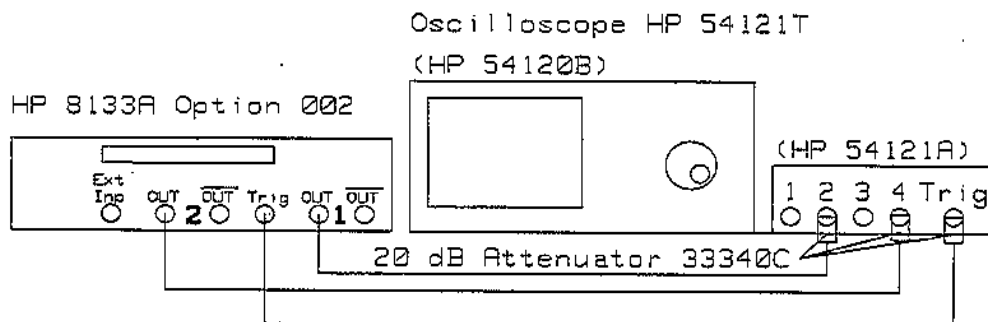 Oscilloscope HP 54121T
(HP 54120B)
HP 8133A Option 002
(HP 54121A)
Ext
Inp OUT 2 OUT Trig OUT 1 OUT
1 2 3 4 Trig
20 dB Attenuator 33340C